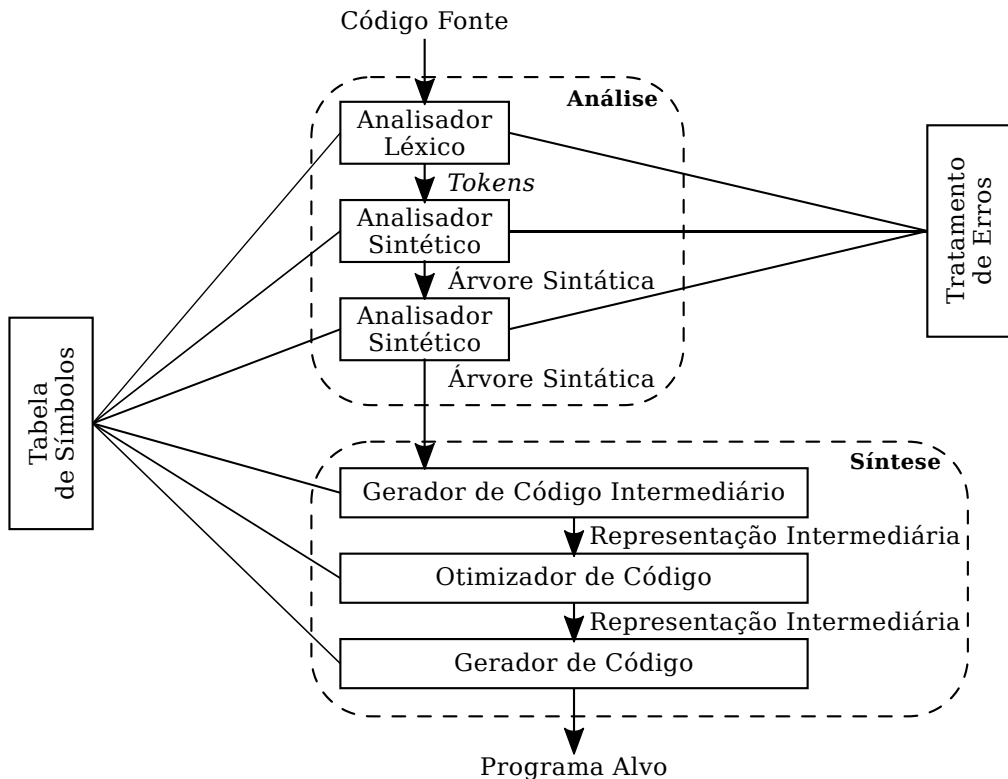 Código Fonte
Análise
Analisador
Léxico
Tokens
Analisador
Sintético
Árvore Sintática
Analisador
Sintético
Árvore Sintática
Tratamento
de Erros
Tabela
de Símbolos
Síntese
Gerador de Código Intermediário
Representação Intermediária
Otimizador de Código
Representação Intermediária
Gerador de Código
Programa Alvo